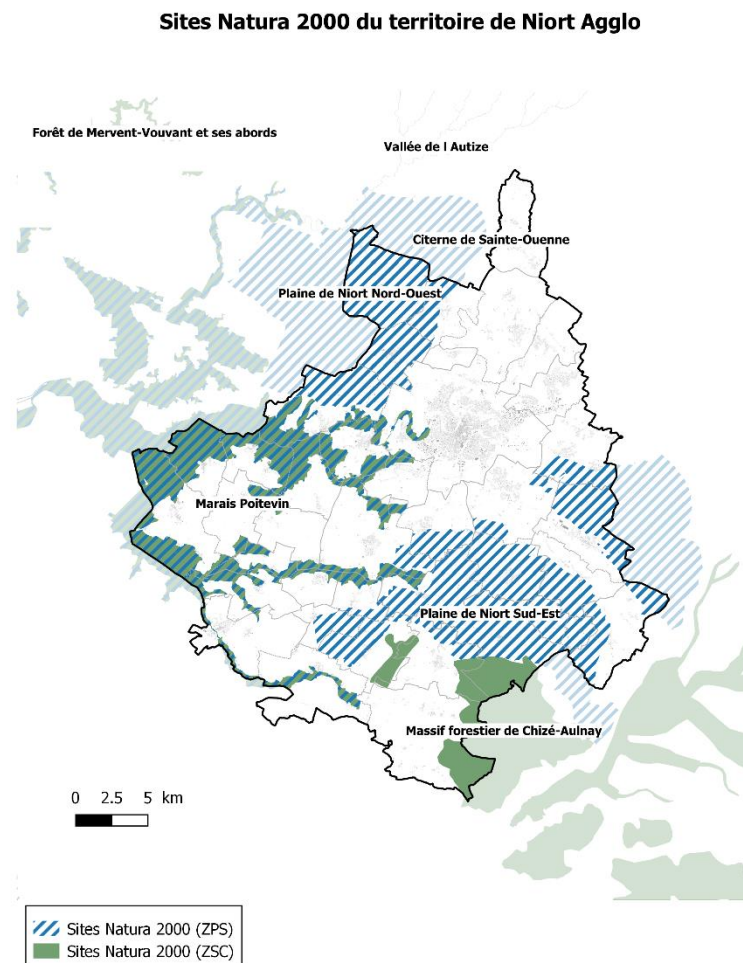 Sites Natura 2000 du territoire de Niort Agglo
Forêt de Mervent-Vouvant et ses abords
Vallée de l Autize
Citerne de Sainte-Ouenne
Plaine de Niort Nord-Ouest
Marais Poitevin
Plaine de Niort Sud-Est
Massif forestier de Chizé-Aulnay
0 2.5 5 km
Sites Natura 2000 (ZPS)
Sites Natura 2000 (ZSC)